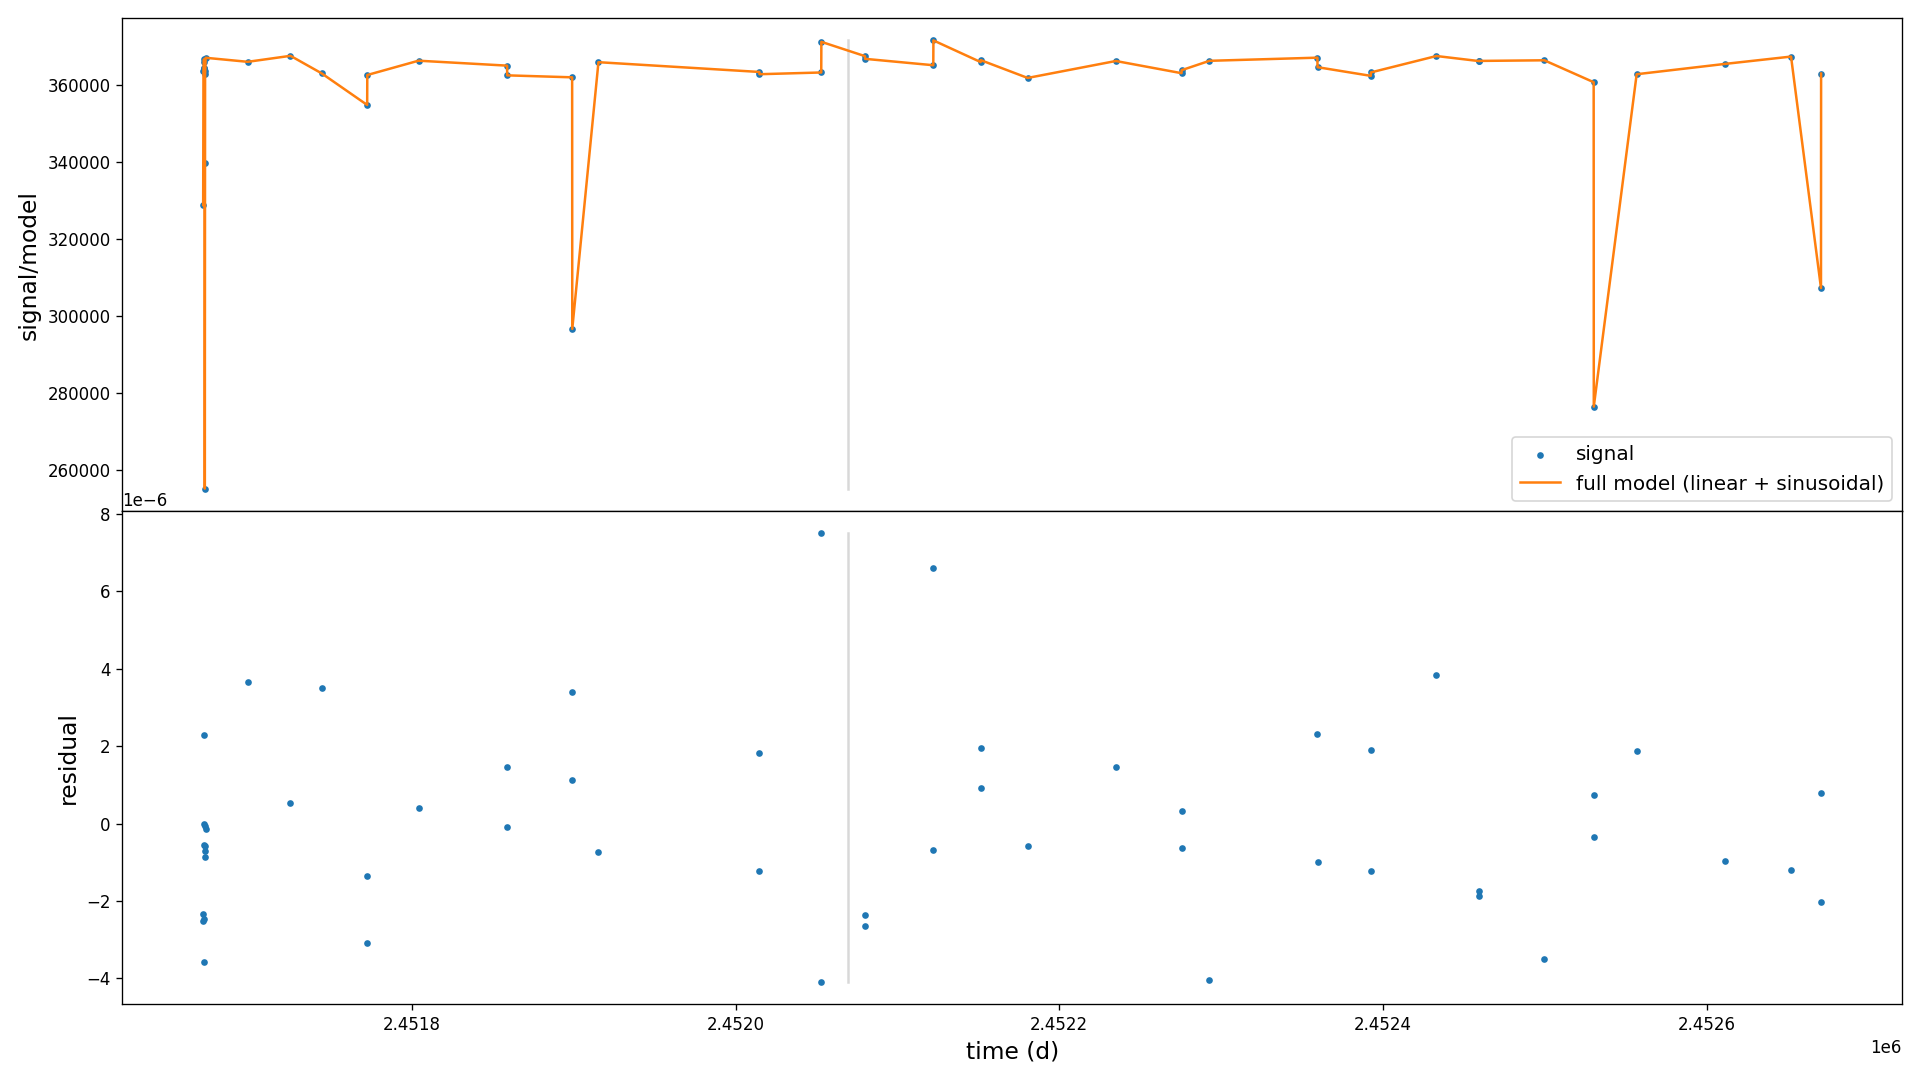 signal/model
360000
340000
320000
300000
280000
260000
signal
full model (linear + sinusoidal)
1e−6
residual
8
6
4
2
0
−2
−4
2.4518
2.4520
2.4522
2.4524
2.4526
time (d)
1e6